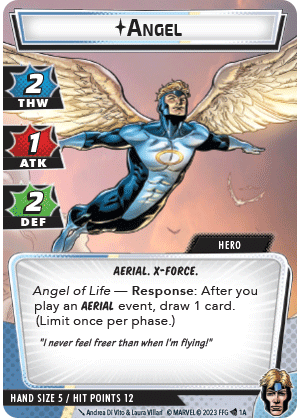 ANGEL
2
THW
1
ATK
2
DEF
HERO
AERIAL. X-FORCE.
Angel of Life — Response: After you
play an AERIAL event, draw 1 card.
(Limit once per phase.)
"I never feel freer than when I'm flying!"
HAND SIZE 5 / HIT POINTS 12
Andrea Di Vito & Laura Villari © MARVEL © 2023 FFG 1A